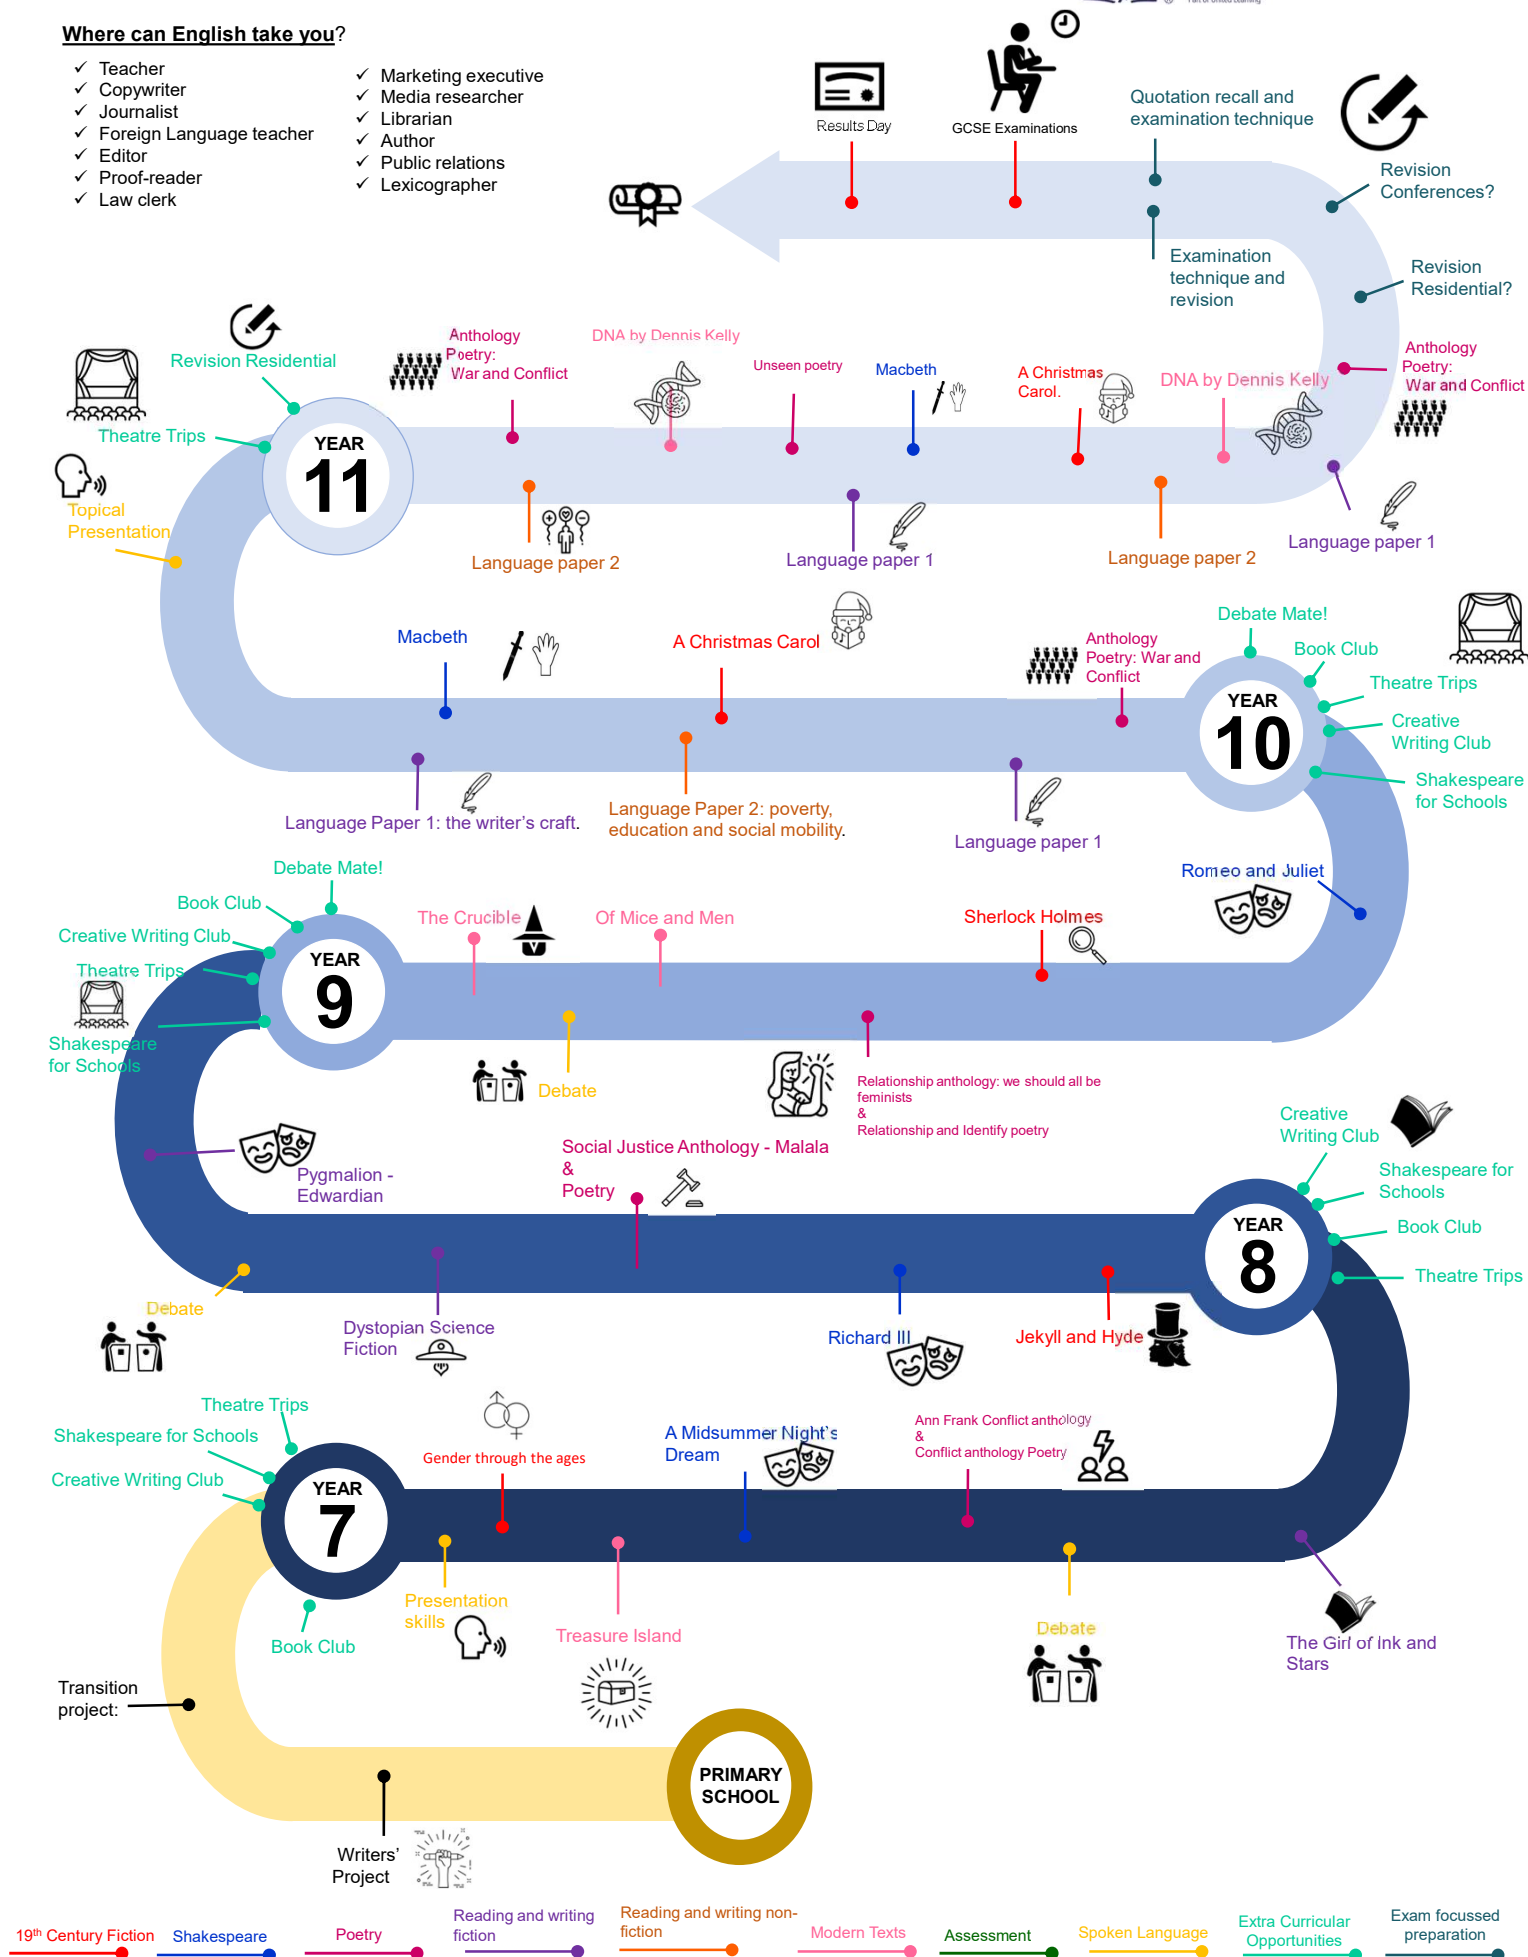 Part of United Learning
Where can English take you?
✓ Teacher
✓ Copywriter
✓ Journalist
✓ Foreign Language teacher
✓ Editor
✓ Proof-reader
✓ Law clerk
✓ Marketing executive
✓ Media researcher
✓ Librarian
✓ Author
✓ Public relations
✓ Lexicographer
Results Day
GCSE Examinations
Quotation recall and
examination technique
Revision
Conferences?
Examination
technique and
revision
Revision
Residential?
Revision Residential
Theatre Trips
Topical
Presentation
YEAR
11
Anthology
Poetry:
War and Conflict
DNA by Dennis Kelly
Unseen poetry
Macbeth
A Christmas
Carol.
DNA by Dennis Kelly
Anthology
Poetry:
War and Conflict
Language paper 2
Language paper 1
Language paper 2
Language paper 1
Macbeth
A Christmas Carol
Anthology
Poetry: War and
Conflict
YEAR
10
Debate Mate!
Book Club
Theatre Trips
Creative
Writing Club
Shakespeare
for Schools
Language Paper 1: the writer's craft.
Language Paper 2: poverty,
education and social mobility.
Language paper 1
Romeo and Juliet
Debate Mate!
Book Club
Creative Writing Club
Theatre Trips
Shakespeare
for Schools
YEAR
9
The Crucible
Of Mice and Men
Sherlock Holmes
Debate
Relationship anthology: we should all be
feminists
&
Relationship and Identify poetry
Pygmalion -
Edwardian
Social Justice Anthology - Malala
&
Poetry
Creative
Writing Club
Shakespeare for
Schools
Book Club
Theatre Trips
YEAR
8
Debate
Dystopian Science
Fiction
Richard III
Jekyll and Hyde
Theatre Trips
Shakespeare for Schools
Creative Writing Club
YEAR
7
Book Club
Gender through the ages
A Midsummer Night's
Dream
Ann Frank Conflict anthology
&
Conflict anthology Poetry
Presentation
skills
Treasure Island
Debate
The Girl of Ink and
Stars
Transition
project:
PRIMARY
SCHOOL
Writers'
Project
19th Century Fiction
Shakespeare
Poetry
Reading and writing
fiction
Reading and writing non-
fiction
Modern Texts
Assessment
Spoken Language
Extra Curricular
Opportunities
Exam focussed
preparation